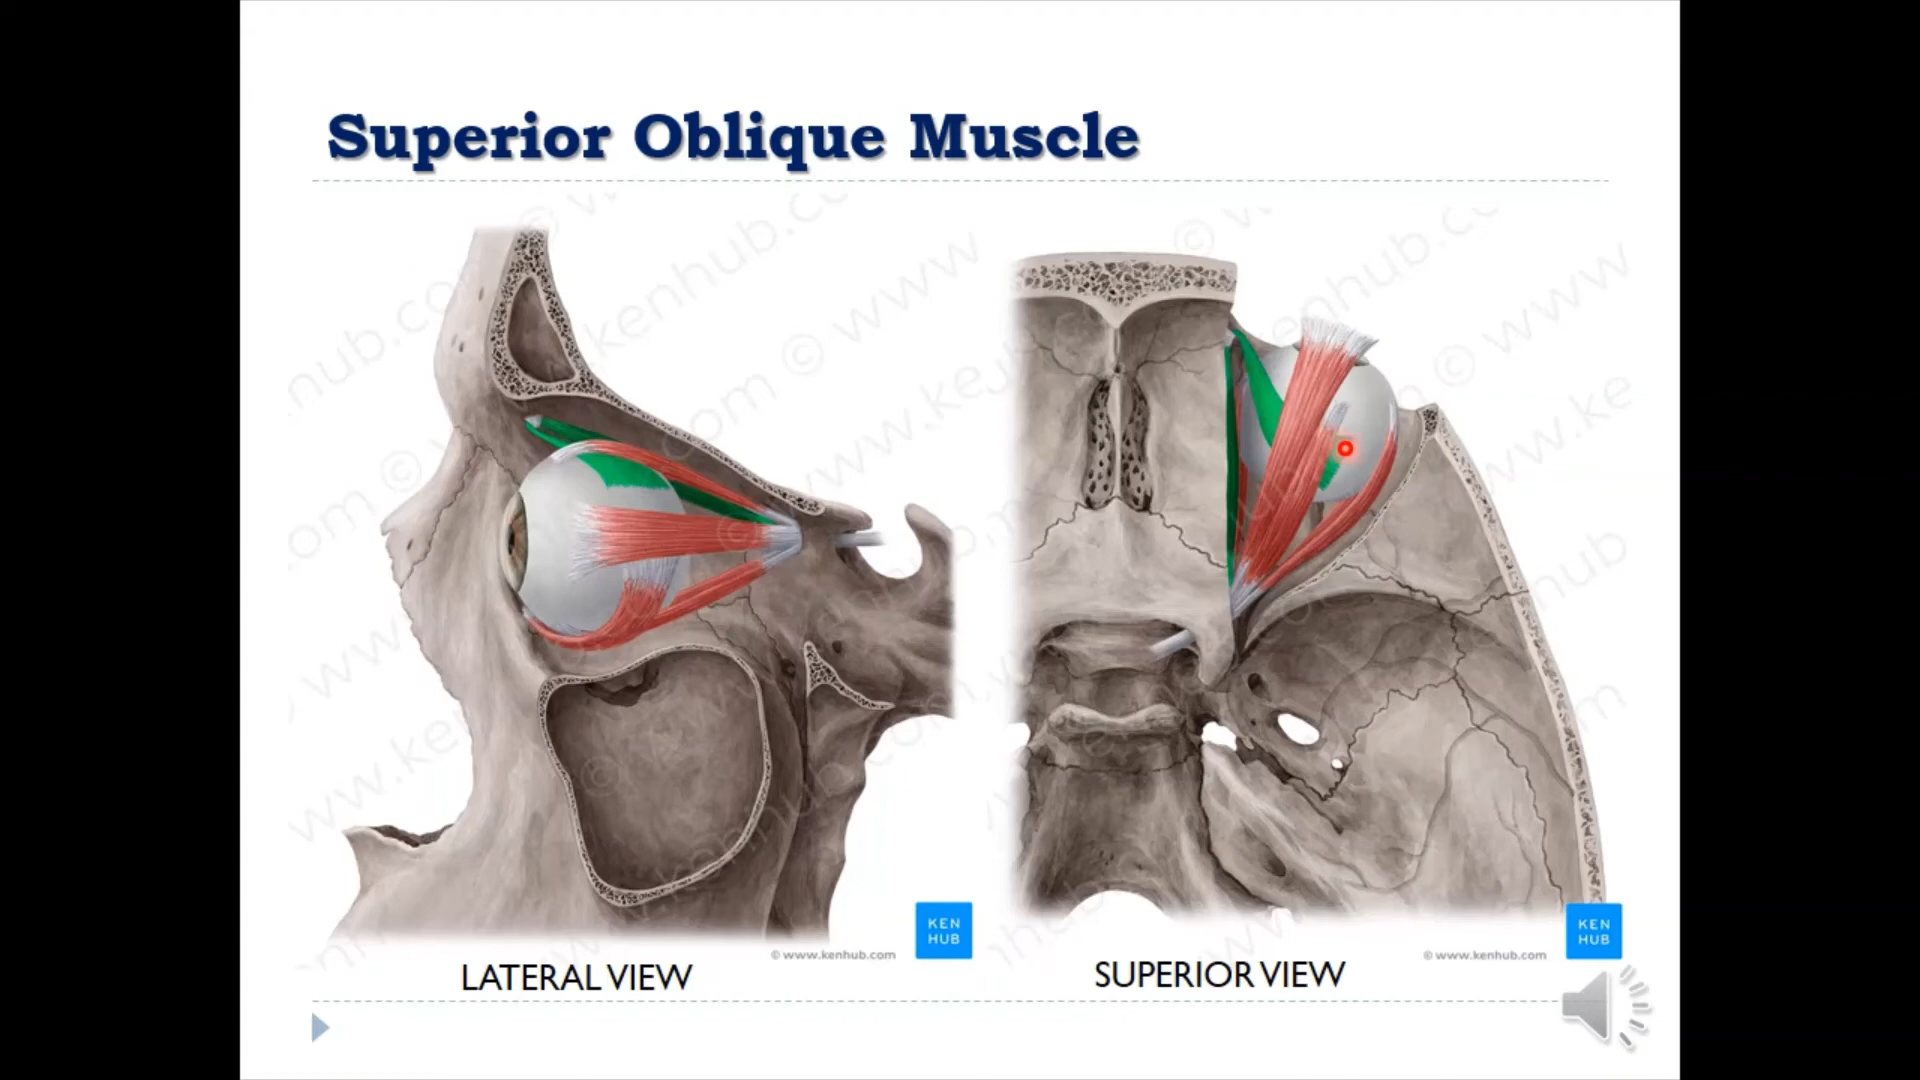 Superior Oblique Muscle
© www.kenhub.com
KEN
HUB
© www.kenhub.com
KEN
HUB
LATERAL VIEW
SUPERIOR VIEW